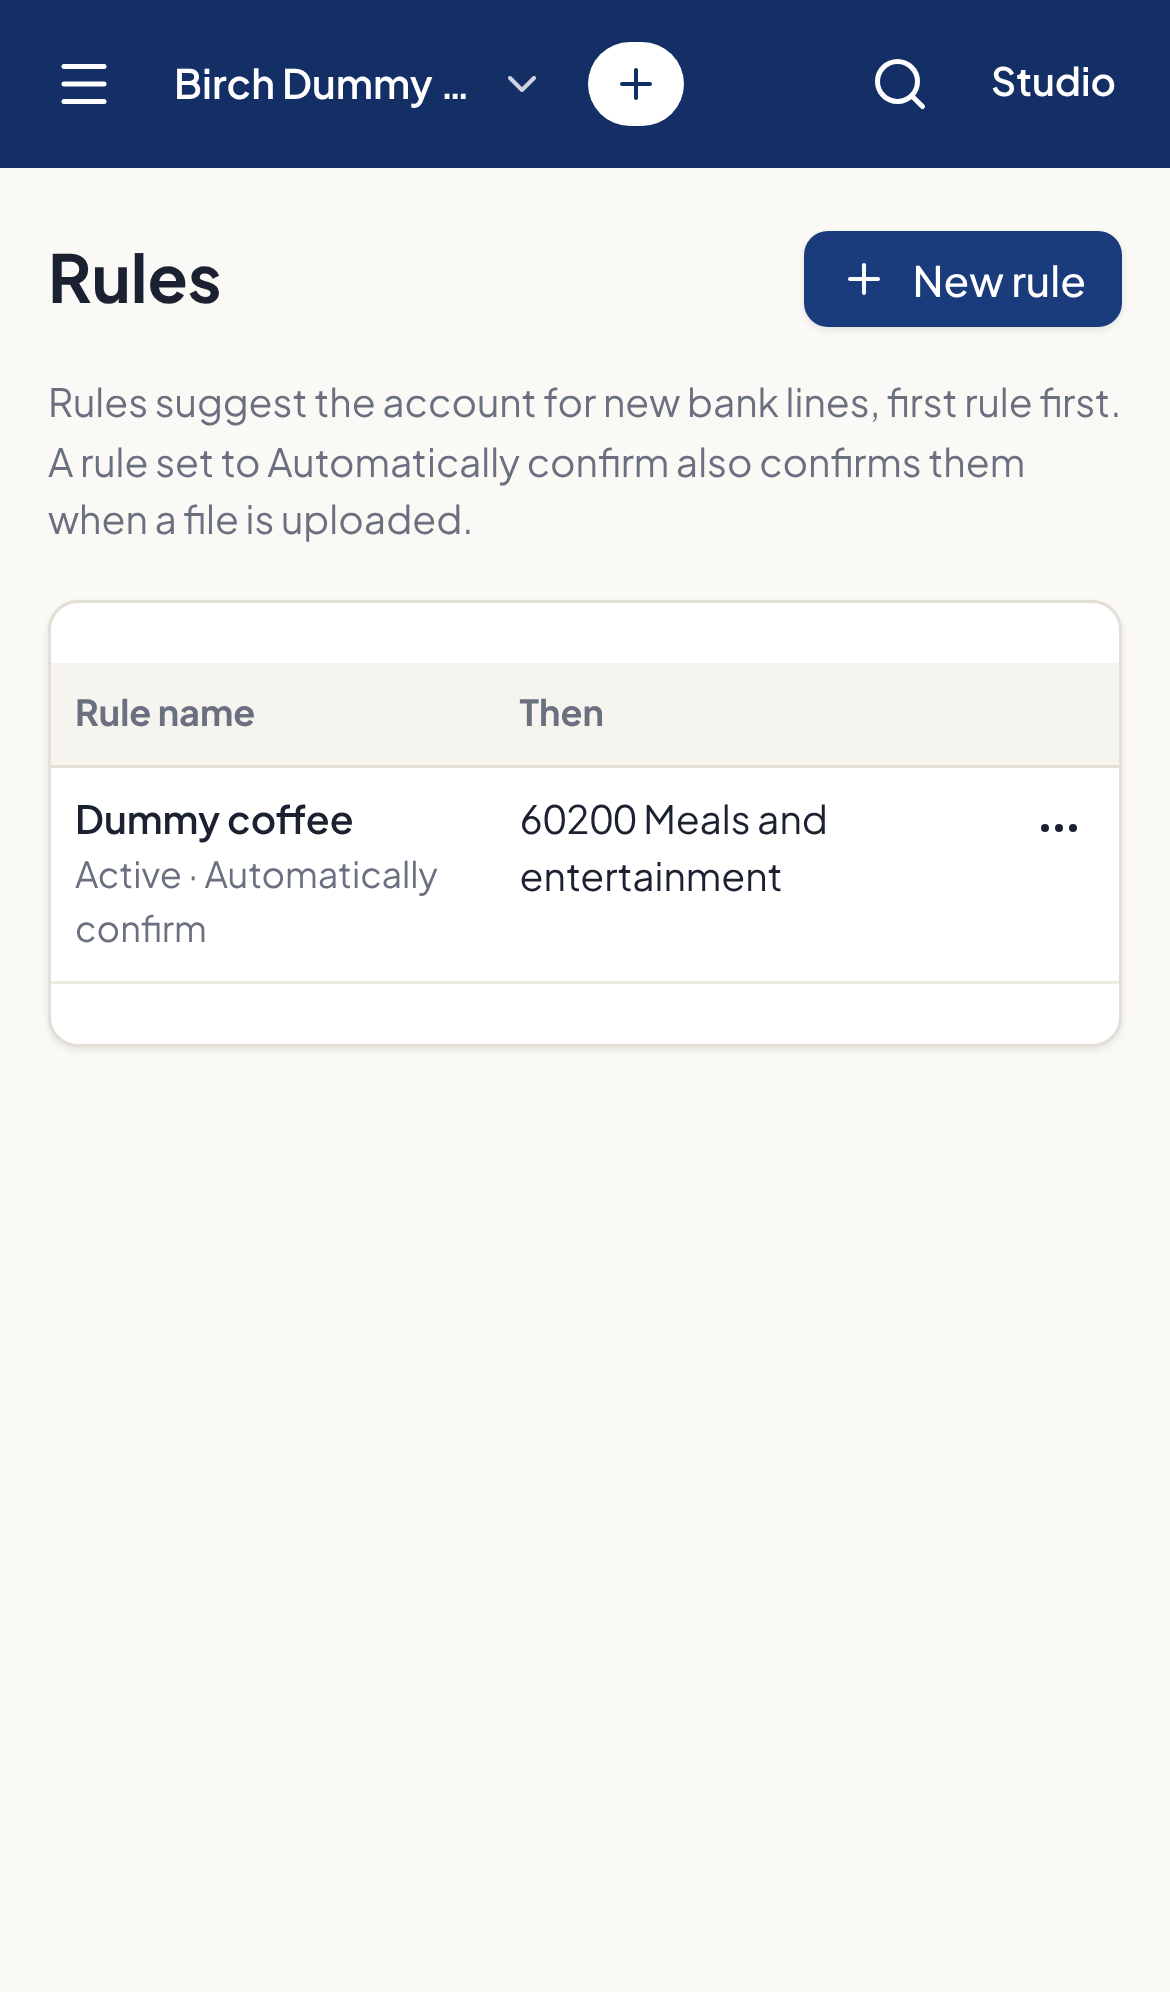 Birch Dummy ...
Studio
Rules
New rule
Rules suggest the account for new bank lines, first rule first.
A rule set to Automatically confirm also confirms them
when a file is uploaded.
Rule name
Then
Dummy coffee
60200 Meals and
entertainment
Active · Automatically
confirm